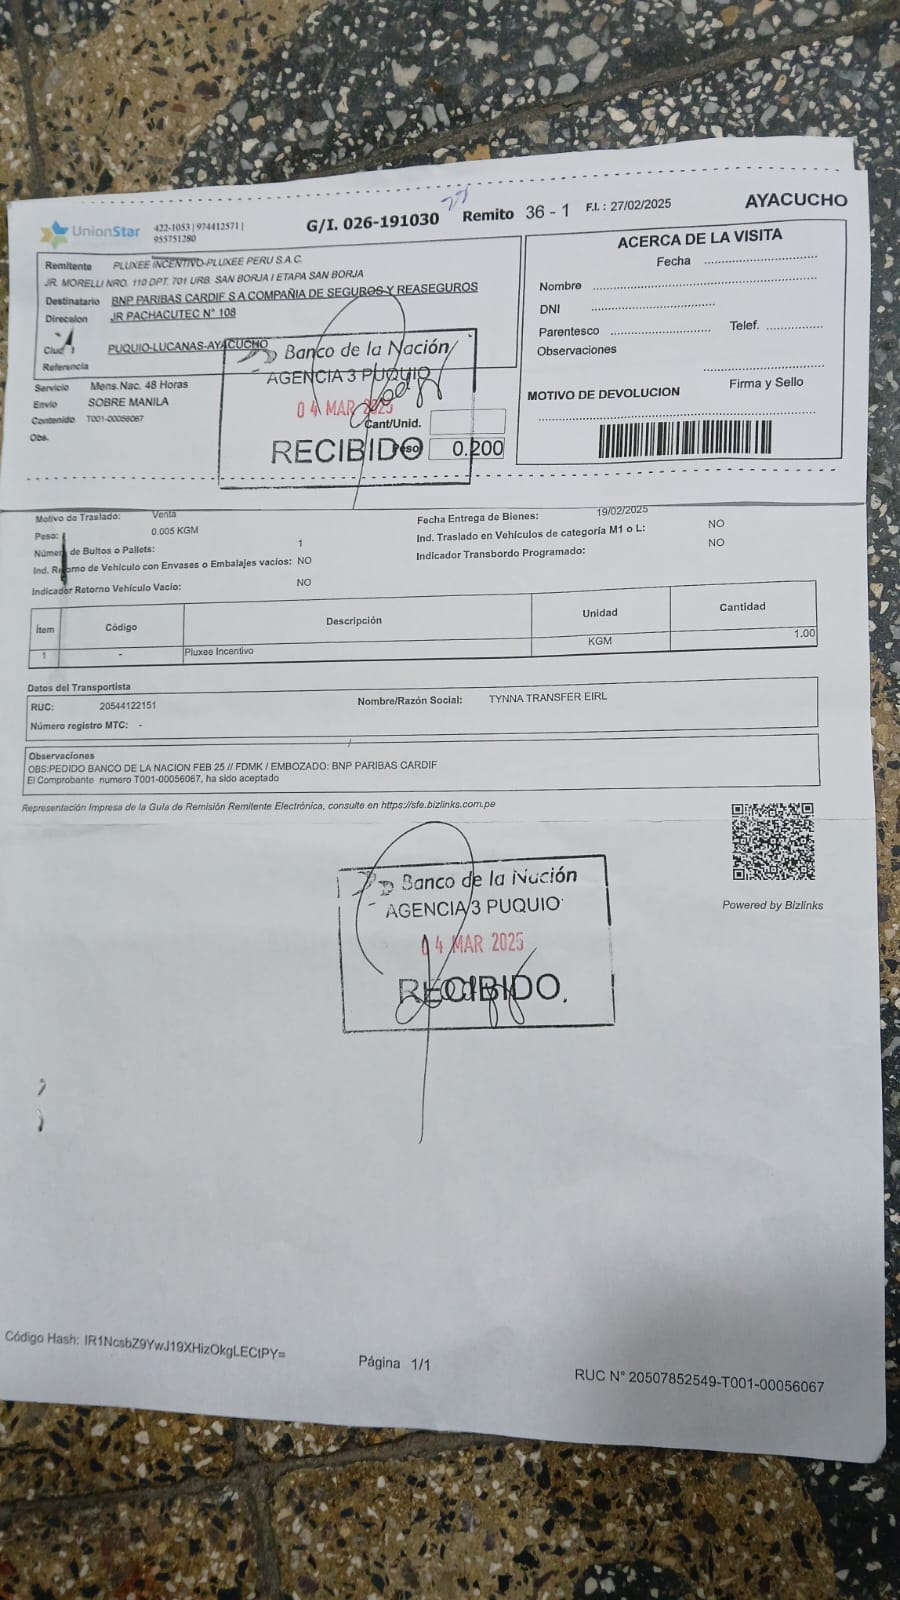 UnionStar 422-1053 | 974412571 |
955751280
G/I. 026-191030 Remito 36 - 1 F.I.: 27/02/2025 AYACUCHO
Remitente PLUXEE INCENTIVO-PLUXEE PERU S.A.C.
JR. MORELLI NRO. 110 DPT. 701 URB. SAN BORJA I ETAPA SAN BORJA
Destinatario BNP PARIBAS CARDIF S A COMPAÑIA DE SEGUROS Y REASEGUROS
Direccion JR PACHACUTEC N° 108
PUQUIO-LUCANAS-AYACUCHO
Referencia
Servicio Mens.Nac. 48 Horas
Envio SOBRE MANILA
Contenido T001-00056067
Obs.
Cant/Unid.
Peso 0.200
Banco de la Nación
AGENCIA 3 PUQUIO
04 MAR 2025
RECIBIDO
ACERCA DE LA VISITA
Fecha
Nombre
DNI
Parentesco Telef.
Observaciones
Firma y Sello
MOTIVO DE DEVOLUCION
Motivo de Traslado: Venta
Peso: 0.005 KGM
Número de Bultos o Pallets: 1
Ind. Retorno de Vehículo con Envases o Embalajes vacíos: NO
Indicador Retorno Vehículo Vacío: NO
Fecha Entrega de Bienes: 19/02/2025
Ind. Traslado en Vehículos de categoría M1 o L: NO
Indicador Transbordo Programado: NO
Ítem Código Descripción Unidad Cantidad
1 - Pluxee Incentivo KGM 1.00
Datos del Transportista
RUC: 20544122151 Nombre/Razón Social: TYNNA TRANSFER EIRL
Número registro MTC: -
Observaciones
OBS:PEDIDO BANCO DE LA NACION FEB 25 // FDMK / EMBOZADO: BNP PARIBAS CARDIF
El Comprobante numero T001-00056067, ha sido aceptado
Representación Impresa de la Guía de Remisión Remitente Electrónica, consulte en https://sfe.bizlinks.com.pe
Powered by Bizlinks
Banco de la Nación
AGENCIA 3 PUQUIO
04 MAR 2025
RECIBIDO.
Código Hash: IR1NcsbZ9YwJ19XHizOkgLECtPY=
Página 1/1
RUC N° 20507852549-T001-00056067